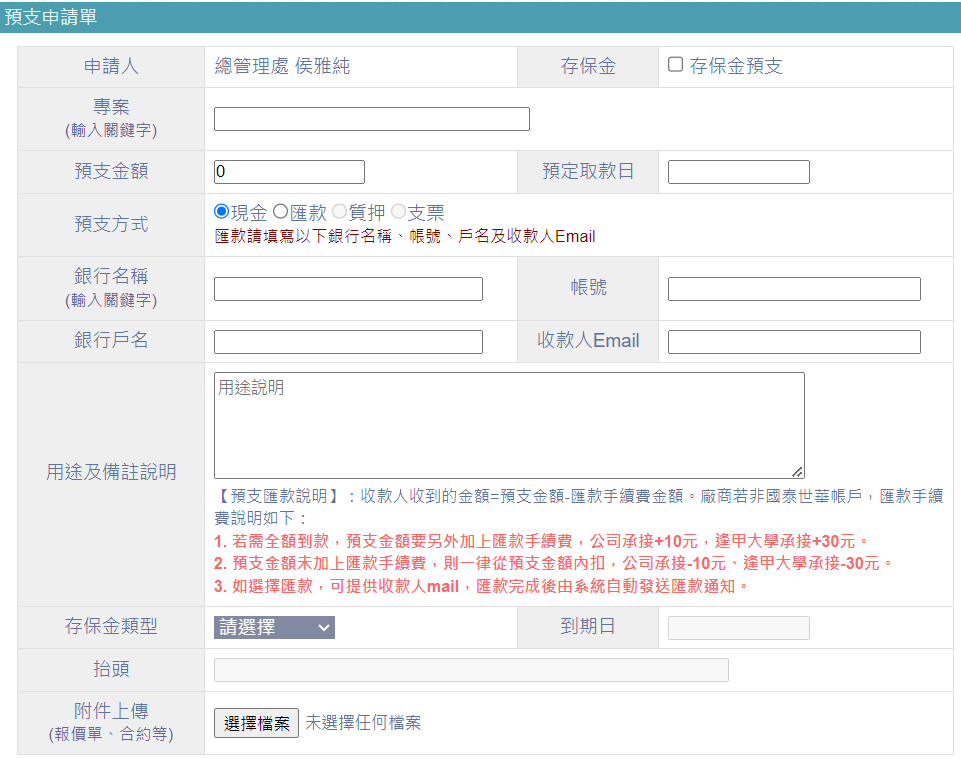 預支申請單
申請人 總管理處 侯雅純 存保金 存保金預支
專案
(輸入關鍵字)
預支金額 0 預定取款日
預支方式 現金 匯款 質押 支票
匯款請填寫以下銀行名稱、帳號、戶名及收款人Email
銀行名稱
(輸入關鍵字)
帳號
銀行戶名 收款人Email
用途及備註說明 用途說明
【預支匯款說明】：收款人收到的金額=預支金額-匯款手續費金額。廠商若非國泰世華帳戶，匯款手續
費說明如下：
1. 若需全額到款，預支金額要另外加上匯款手續費，公司承接+10元，逢甲大學承接+30元。
2. 預支金額未加上匯款手續費，則一律從預支金額內扣，公司承接-10元、逢甲大學承接-30元。
3. 如選擇匯款，可提供收款人mail，匯款完成後由系統自動發送匯款通知。
存保金類型 請選擇 到期日
抬頭
附件上傳
(報價單、合約等)
選擇檔案 未選擇任何檔案